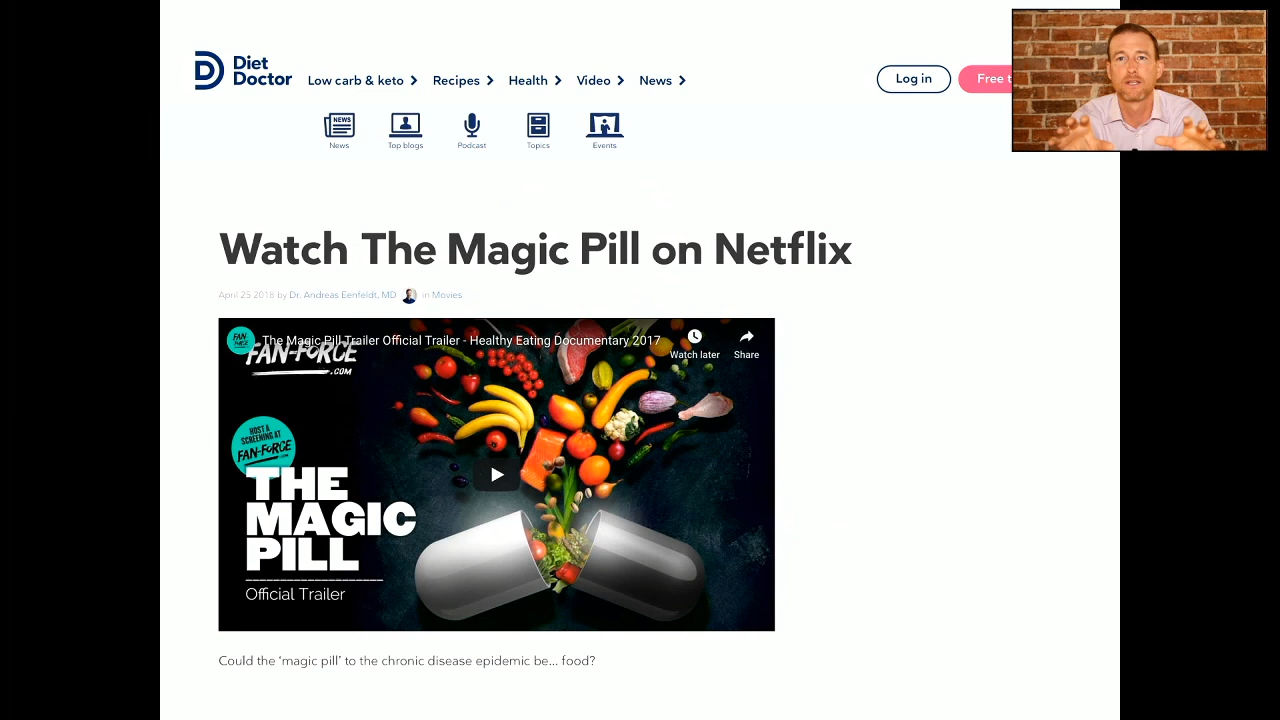 Diet
Doctor
Low carb & keto
Recipes
Health
Video
News
Log in
Free t
NEWS
News
Top blogs
Podcast
Topics
Events
Watch The Magic Pill on Netflix
April 25 2018 by Dr. Andreas Eenfeldt, MD in Movies
FAN-FORCE
The Magic Pill Trailer Official Trailer - Healthy Eating Documentary 2017
Watch later
Share
FAN-FORCE
.COM
HOST A
SCREENING AT
FAN-FORCE
THE
MAGIC
PILL
Official Trailer
Could the ‘magic pill’ to the chronic disease epidemic be... food?